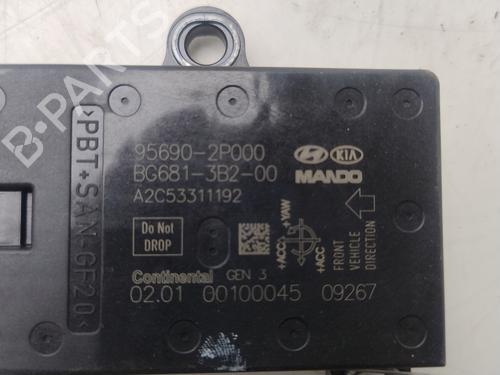 B-PARTS
>PBT+SAN-GF20<
95690-2P000
BG681-3B2-00
A2C53311192
KIA
MANDO
Do Not
DROP
+ACC
YAW
+ACC
FRONT
VEHICLE
DIRECTION
Continental GEN 3
02.01 00100045 09267